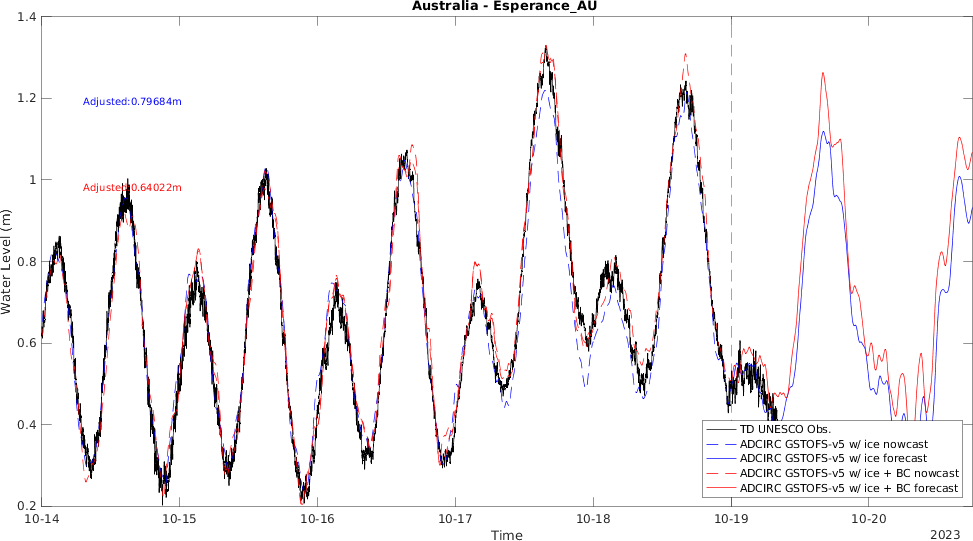 Australia - Esperance_AU
1.4
1.2
1
0.8
0.6
0.4
0.2
Water Level (m)
Adjusted:0.79684m
Adjusted:0.64022m
TD UNESCO Obs.
ADCIRC GSTOFS-v5 w/ ice nowcast
ADCIRC GSTOFS-v5 w/ ice forecast
ADCIRC GSTOFS-v5 w/ ice + BC nowcast
ADCIRC GSTOFS-v5 w/ ice + BC forecast
10-14 10-15 10-16 10-17 10-18 10-19 10-20
Time
2023